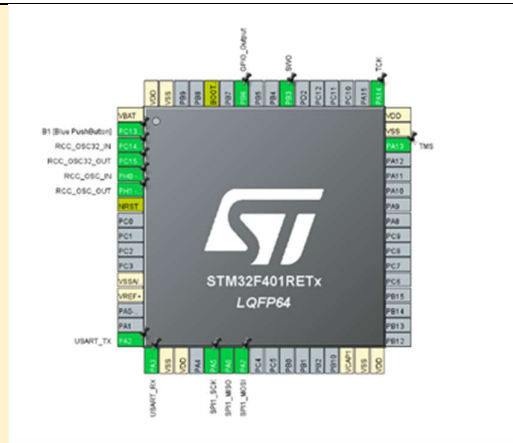 GPIO_Output
SWO
TCK
VDD
VSS
PB9
PB8
BOOT
PB7
PB6
PB5
PB4
PB3
PD2
PC12
PC11
PC10
PA15
PA14
B1 [Blue PushButton]
RCC_OSC32_IN
RCC_OSC32_OUT
RCC_OSC_IN
RCC_OSC_OUT
USART_TX
VBAT
PC13
PC14
PC15
PH0
PH1
NRST
PC0
PC1
PC2
PC3
VSSA/
VREF+
PA0
PA1
PA2
ST
STM32F401RETx
LQFP64
VDD
VSS
PA13
PA12
PA11
PA10
PA9
PA8
PC9
PC8
PC7
PC6
PB15
PB14
PB13
PB12
TMS
PA3
VSS
VDD
PA4
PA5
PA6
PA7
PC4
PC5
PB0
PB1
PB2
PB10
VCAP1
VSS
VDD
USART_RX
SPI1_SCK
SPI1_MISO
SPI1_MOSI